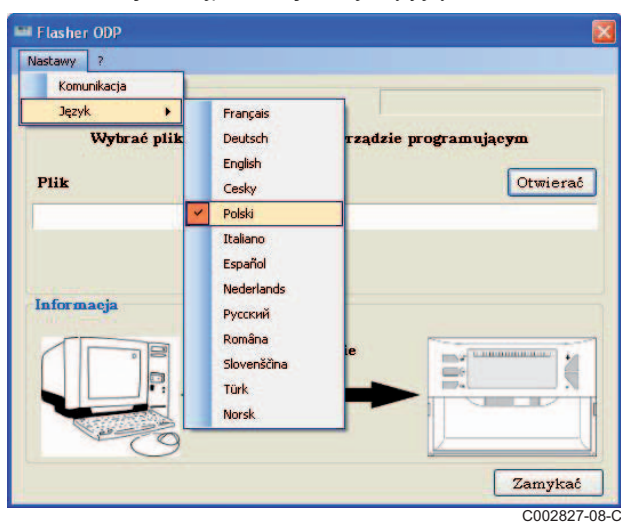 Flasher ODP
Nastawy ?
Komunikacja
Język
Français
Deutsch
English
Cesky
Polski
Italiano
Español
Nederlands
Русский
Româna
Slovenščina
Türk
Norsk
Wybrać plik rządzie programującym
Plik
Otwierać
Informacja
ie
Zamykać
C002827-08-C